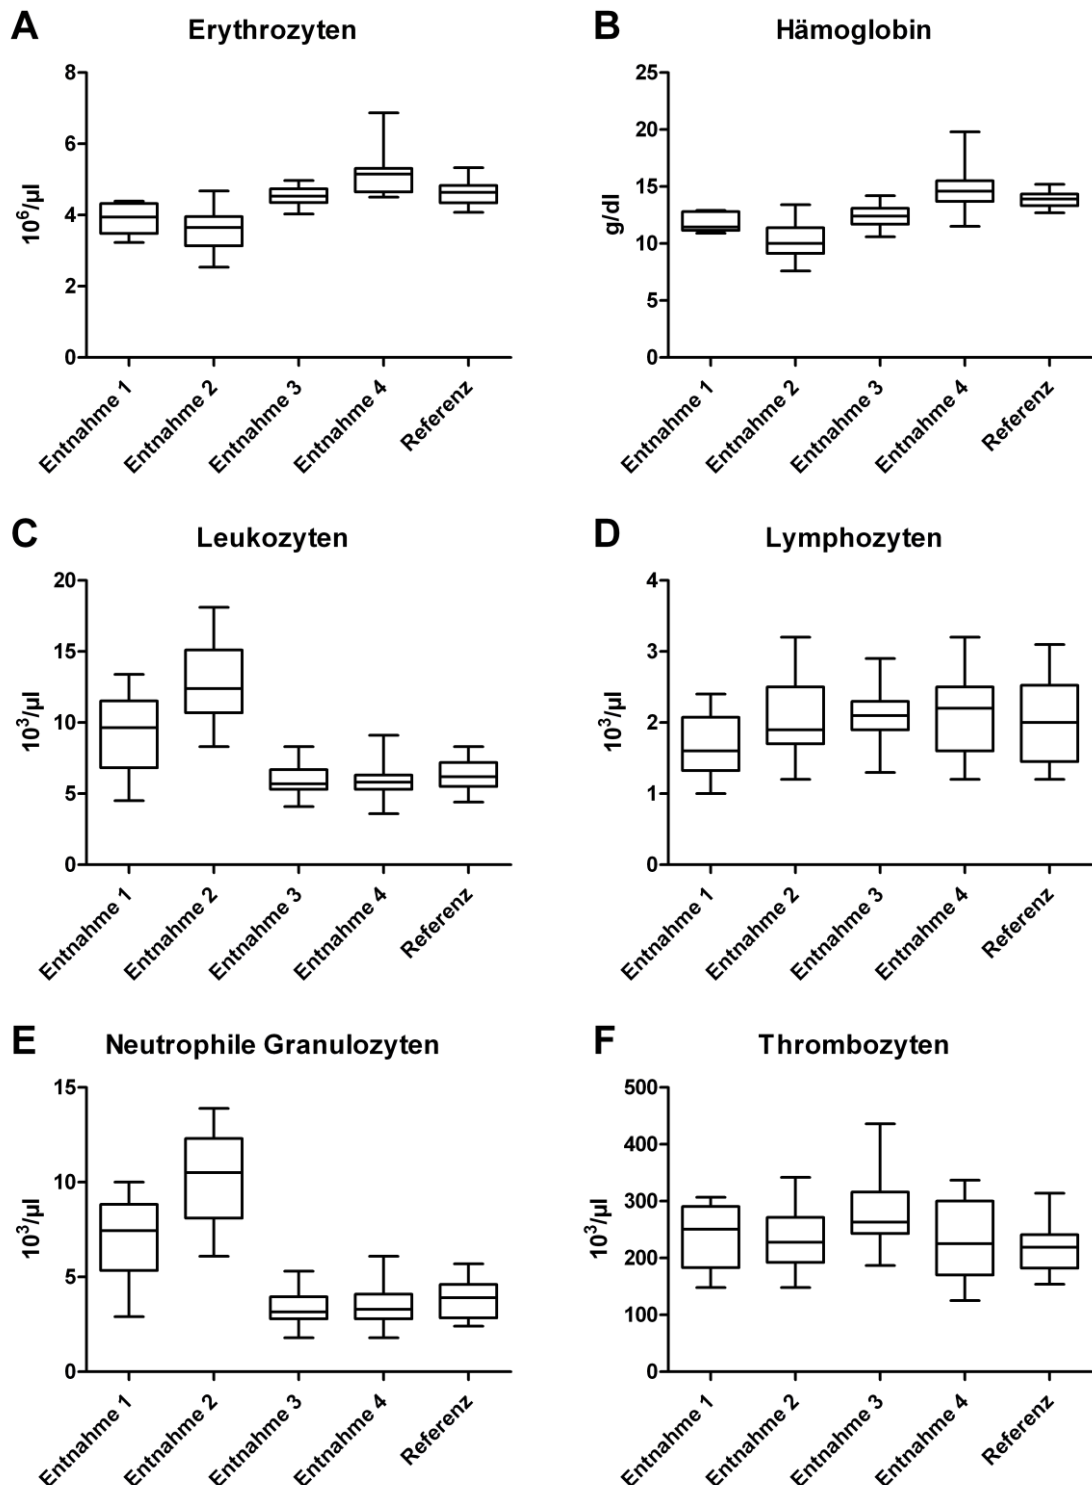 A Erythrozyten
8
6
4
2
0
10⁶/µl
Entnahme 1
Entnahme 2
Entnahme 3
Entnahme 4
Referenz
B Hämoglobin
25
20
15
10
5
0
g/dl
Entnahme 1
Entnahme 2
Entnahme 3
Entnahme 4
Referenz
C Leukozyten
20
15
10
5
0
10³/µl
Entnahme 1
Entnahme 2
Entnahme 3
Entnahme 4
Referenz
D Lymphozyten
4
3
2
1
0
10³/µl
Entnahme 1
Entnahme 2
Entnahme 3
Entnahme 4
Referenz
E Neutrophile Granulozyten
15
10
5
0
10³/µl
Entnahme 1
Entnahme 2
Entnahme 3
Entnahme 4
Referenz
F Thrombozyten
500
400
300
200
100
0
10³/µl
Entnahme 1
Entnahme 2
Entnahme 3
Entnahme 4
Referenz